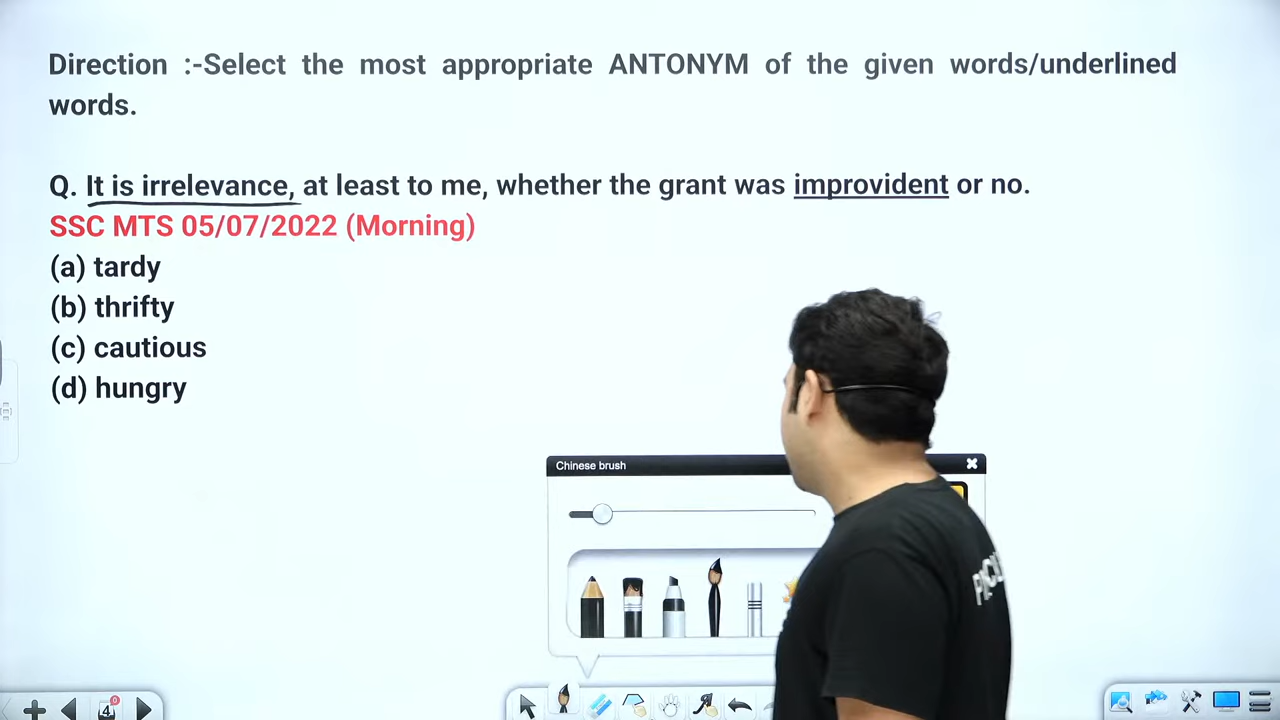 Direction :-Select the most appropriate ANTONYM of the given words/underlined
words.
Q. It is irrelevance, at least to me, whether the grant was improvident or no.
SSC MTS 05/07/2022 (Morning)
(a) tardy
(b) thrifty
(c) cautious
(d) hungry
Chinese brush
4
0